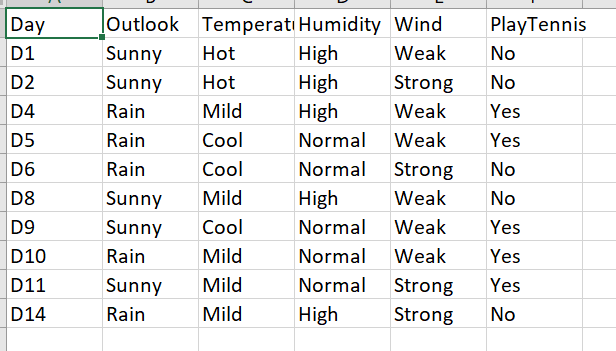 Day Outlook Temperatu Humidity Wind PlayTennis
D1 Sunny Hot High Weak No
D2 Sunny Hot High Strong No
D4 Rain Mild High Weak Yes
D5 Rain Cool Normal Weak Yes
D6 Rain Cool Normal Strong No
D8 Sunny Mild High Weak No
D9 Sunny Cool Normal Weak Yes
D10 Rain Mild Normal Weak Yes
D11 Sunny Mild Normal Strong Yes
D14 Rain Mild High Strong No